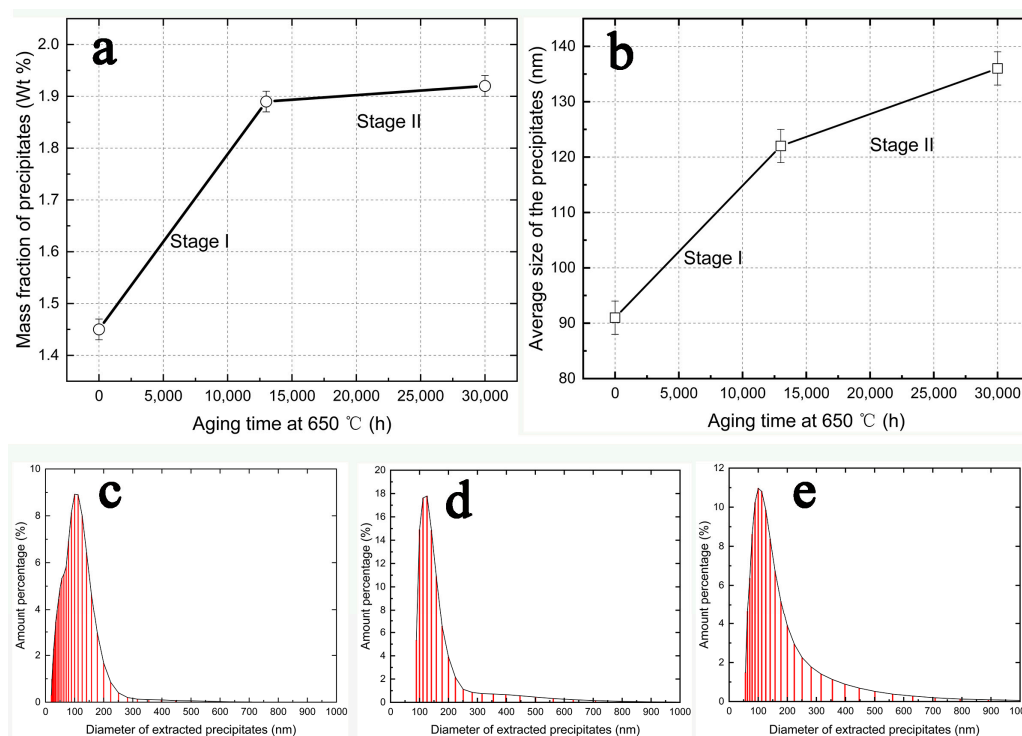 a
Mass fraction of precipitates (Wt %)
2.0
1.9
1.8
1.7
1.6
1.5
1.4
Stage I
Stage II
0 5,000 10,000 15,000 20,000 25,000 30,000
Aging time at 650 ℃ (h)
b
Average size of the precipitates (nm)
140
130
120
110
100
90
80
Stage I
Stage II
0 5,000 10,000 15,000 20,000 25,000 30,000
Aging time at 650 ℃ (h)
c
Amount percentage (%)
10
8
6
4
2
0
0 100 200 300 400 500 600 700 800 900 1000
Diameter of extracted precipitates (nm)
d
Amount percentage (%)
20
18
16
14
12
10
8
6
4
2
0
0 100 200 300 400 500 600 700 800 900 1000
Diameter of extracted precipitates (nm)
e
Amount percentage (%)
12
10
8
6
4
2
0
0 100 200 300 400 500 600 700 800 900 1000
Diameter of extracted precipitates (nm)